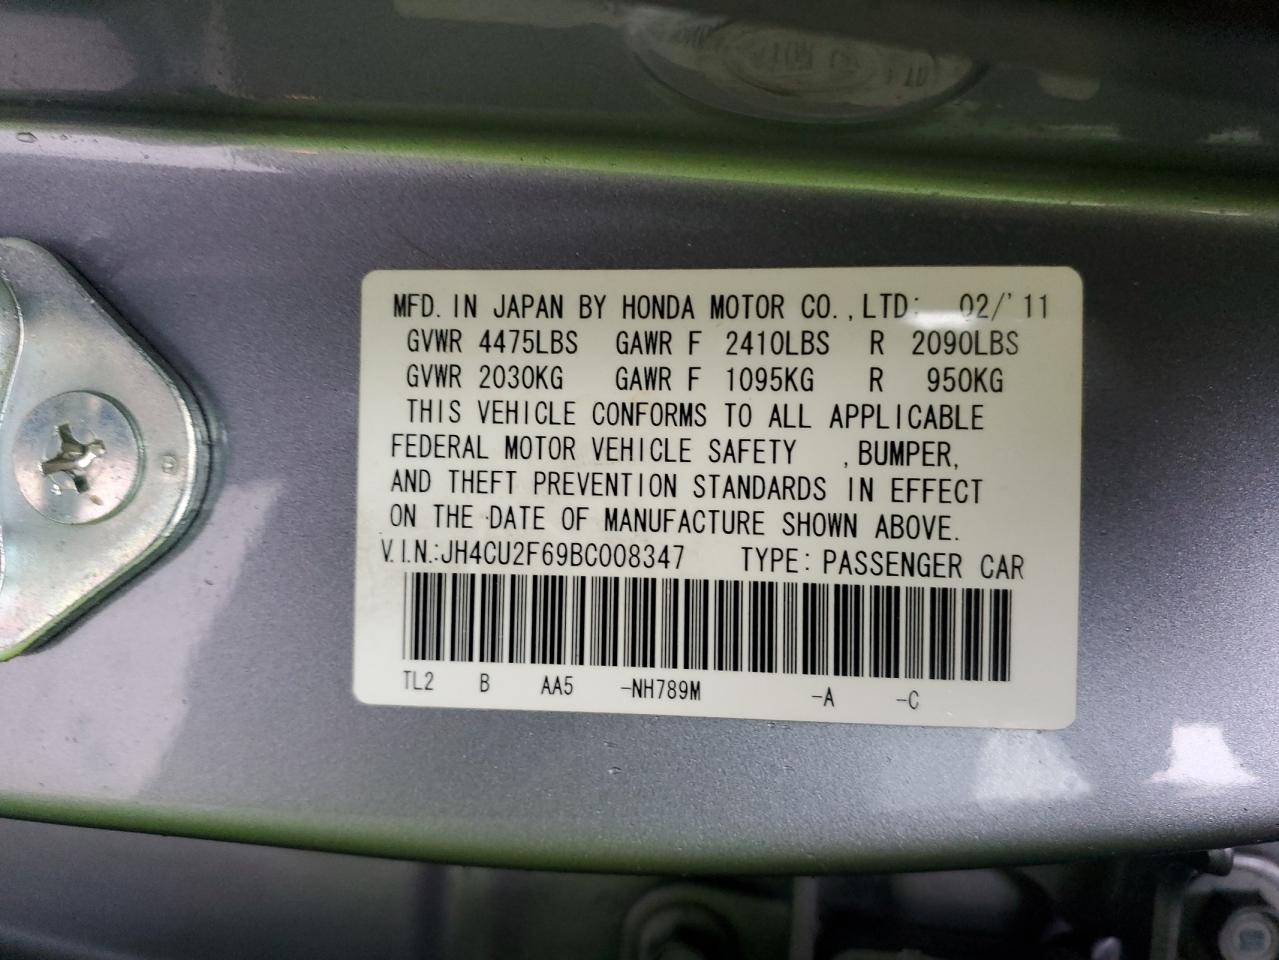 MFD. IN JAPAN BY HONDA MOTOR CO., LTD: 02/'11
GVWR 4475LBS GAWR F 2410LBS R 2090LBS
GVWR 2030KG GAWR F 1095KG R 950KG
THIS VEHICLE CONFORMS TO ALL APPLICABLE
FEDERAL MOTOR VEHICLE SAFETY , BUMPER,
AND THEFT PREVENTION STANDARDS IN EFFECT
ON THE DATE OF MANUFACTURE SHOWN ABOVE.
V.I.N.:JH4CU2F69BC008347 TYPE: PASSENGER CAR
TL2 B AA5 -NH789M -A -C